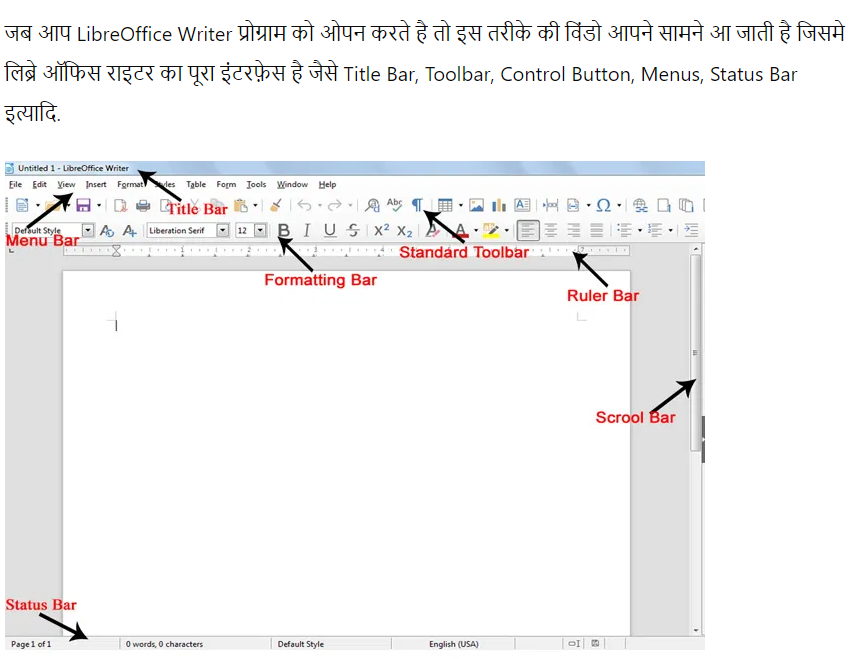 जब आप LibreOffice Writer प्रोग्राम को ओपन करते है तो इस तरीके की विंडो आपने सामने आ जाती है जिसमे
लिब्रे ऑफिस राइटर का पूरा इंटरफ़ेस है जैसे Title Bar, Toolbar, Control Button, Menus, Status Bar
इत्यादि.
Untitled 1 - LibreOffice Writer
File Edit View Insert Format Styles Table Form Tools Window Help
Title Bar
Default Style Liberation Serif 12
Menu Bar
Standard Toolbar
Formatting Bar
Ruler Bar
Scrool Bar
Status Bar
Page 1 of 1 0 words, 0 characters Default Style English (USA)